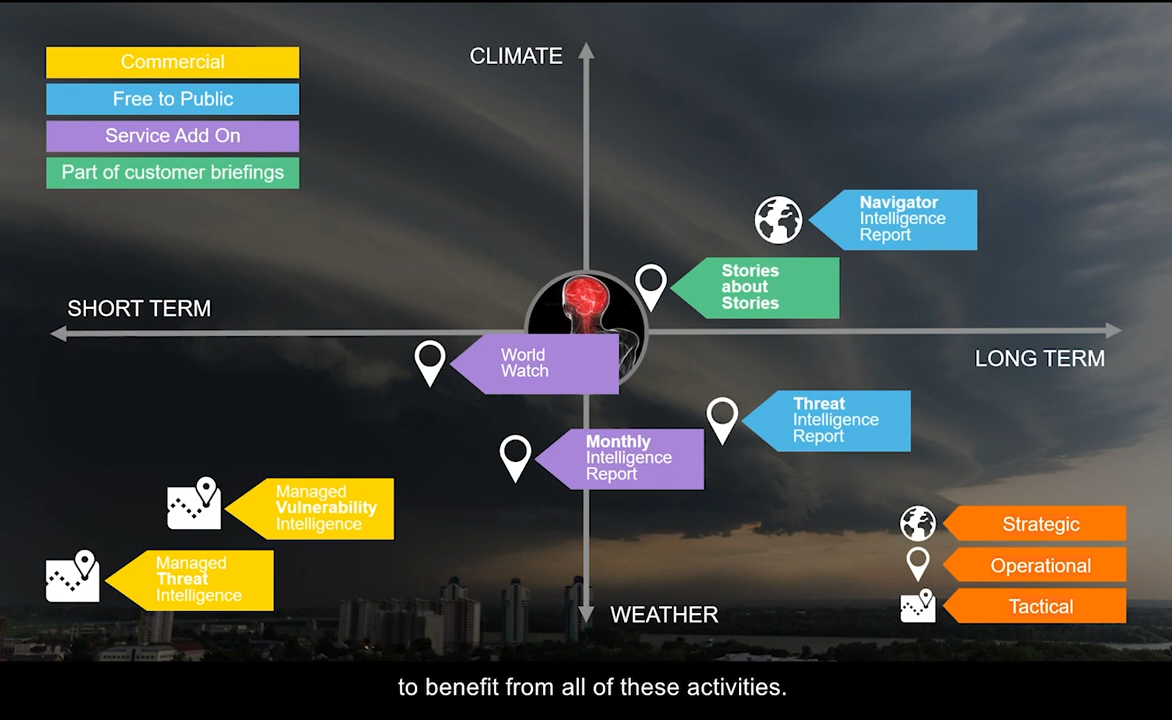 Commercial
Free to Public
Service Add On
Part of customer briefings
CLIMATE
Navigator
Intelligence
Report
Stories
about
Stories
SHORT TERM
LONG TERM
World
Watch
Threat
Intelligence
Report
Monthly
Intelligence
Report
Managed
Vulnerability
Intelligence
Managed
Threat
Intelligence
Strategic
Operational
Tactical
WEATHER
to benefit from all of these activities.